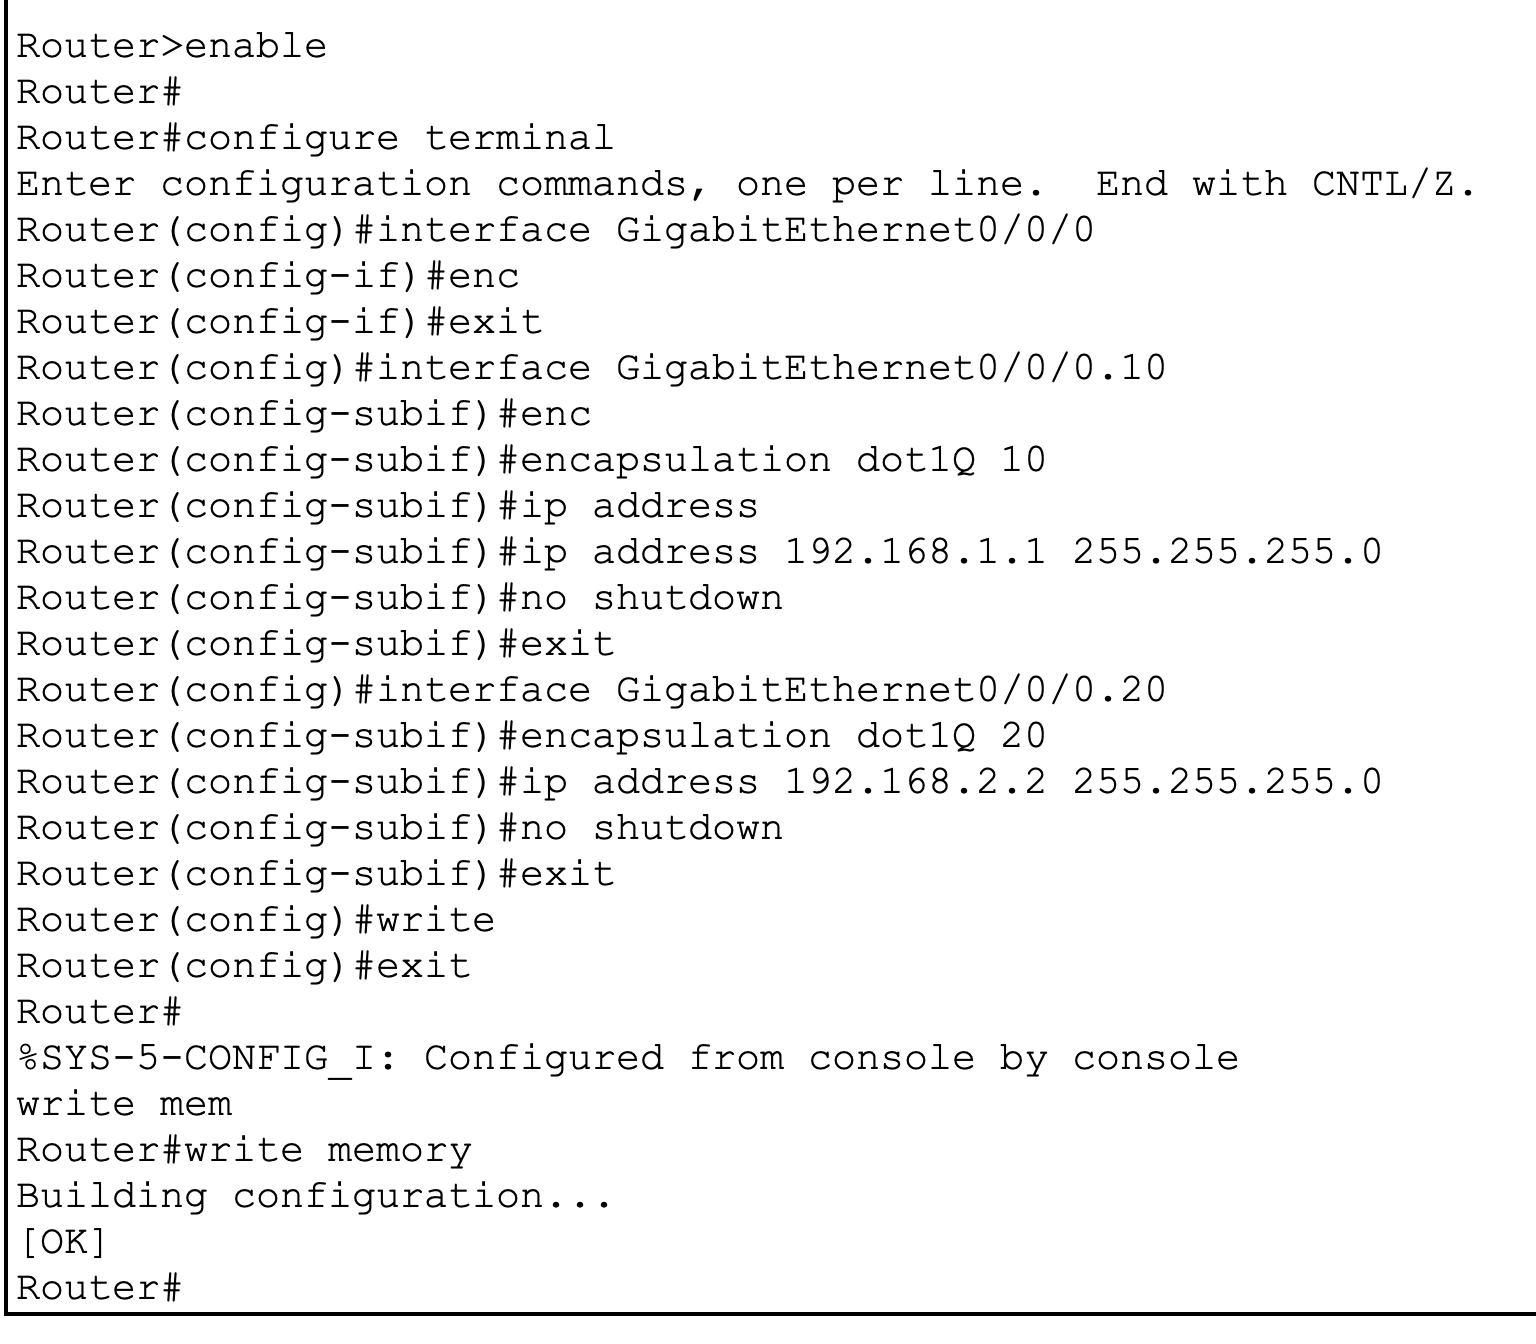 Router>enable
Router#
Router#configure terminal
Enter configuration commands, one per line.  End with CNTL/Z.
Router(config)#interface GigabitEthernet0/0/0
Router(config-if)#enc
Router(config-if)#exit
Router(config)#interface GigabitEthernet0/0/0.10
Router(config-subif)#enc
Router(config-subif)#encapsulation dot1Q 10
Router(config-subif)#ip address
Router(config-subif)#ip address 192.168.1.1 255.255.255.0
Router(config-subif)#no shutdown
Router(config-subif)#exit
Router(config)#interface GigabitEthernet0/0/0.20
Router(config-subif)#encapsulation dot1Q 20
Router(config-subif)#ip address 192.168.2.2 255.255.255.0
Router(config-subif)#no shutdown
Router(config-subif)#exit
Router(config)#write
Router(config)#exit
Router#
%SYS-5-CONFIG_I: Configured from console by console
write mem
Router#write memory
Building configuration...
[OK]
Router#